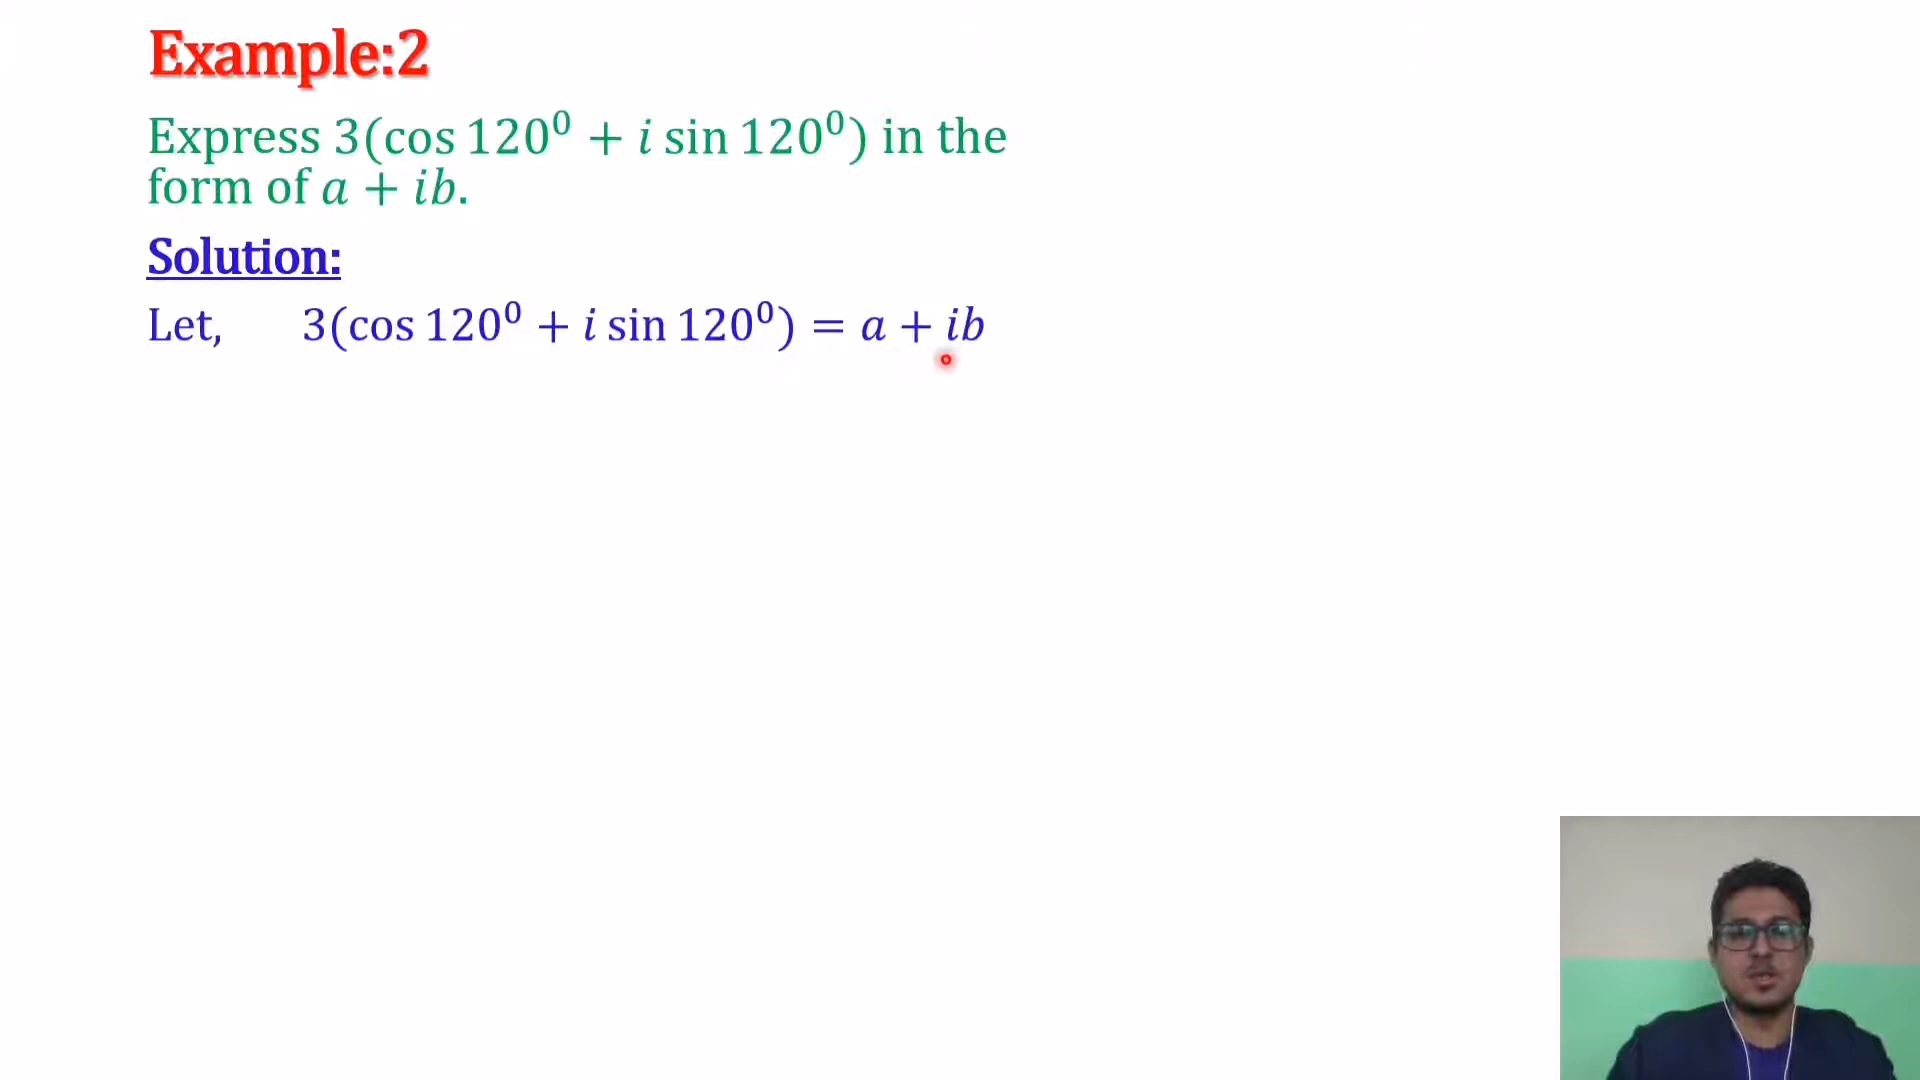 Example:2
Express 3(cos 120⁰ + i sin 120⁰) in the
form of a + ib.
Solution:
Let, 3(cos 120⁰ + i sin 120⁰) = a + ib